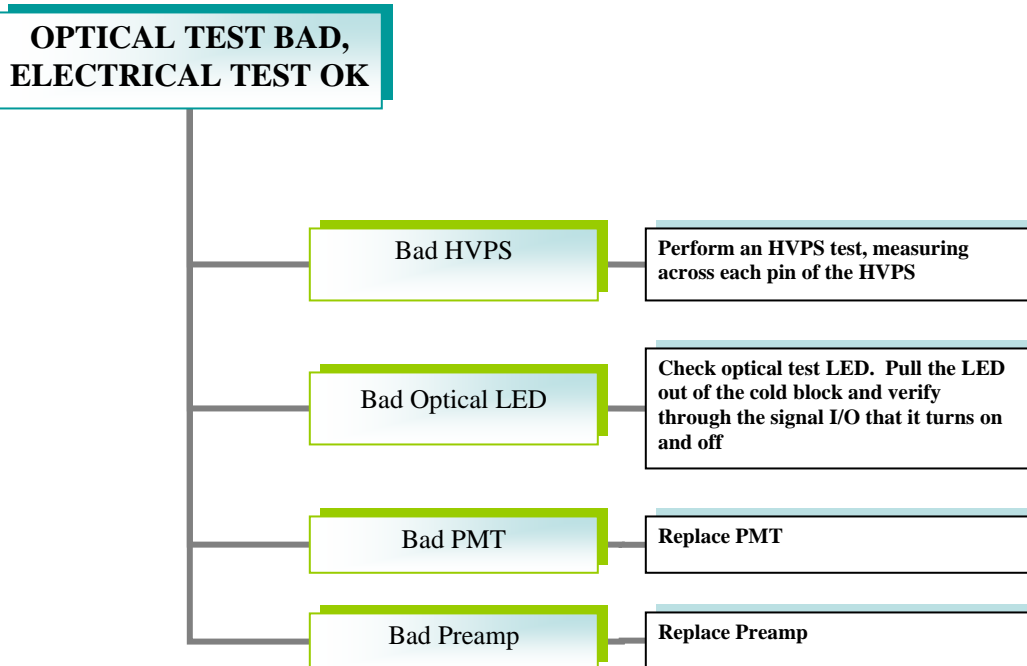 OPTICAL TEST BAD,
ELECTRICAL TEST OK
Bad HVPS
Perform an HVPS test, measuring
across each pin of the HVPS
Bad Optical LED
Check optical test LED.  Pull the LED
out of the cold block and verify
through the signal I/O that it turns on
and off
Bad PMT
Replace PMT
Bad Preamp
Replace Preamp